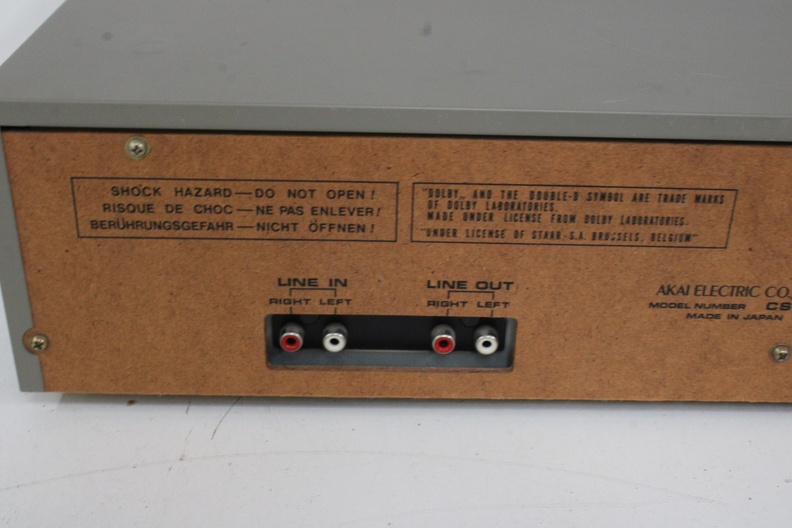 SHOCK HAZARD—DO NOT OPEN!
RISQUE DE CHOC—NE PAS ENLEVER!
BERÜHRUNGSGEFAHR—NICHT ÖFFNEN!
"DOLBY„ AND THE DOUBLE-D SYMBOL ARE TRADE MARKS
OF DOLBY LABORATORIES.
MADE UNDER LICENSE FROM DOLBY LABORATORIES.
"UNDER LICENSE OF STAAR-S.A. BRUSSELS, BELGIUM"
LINE IN
RIGHT LEFT
LINE OUT
RIGHT LEFT
AKAI ELECTRIC CO.
MODEL NUMBER CS
MADE IN JAPAN